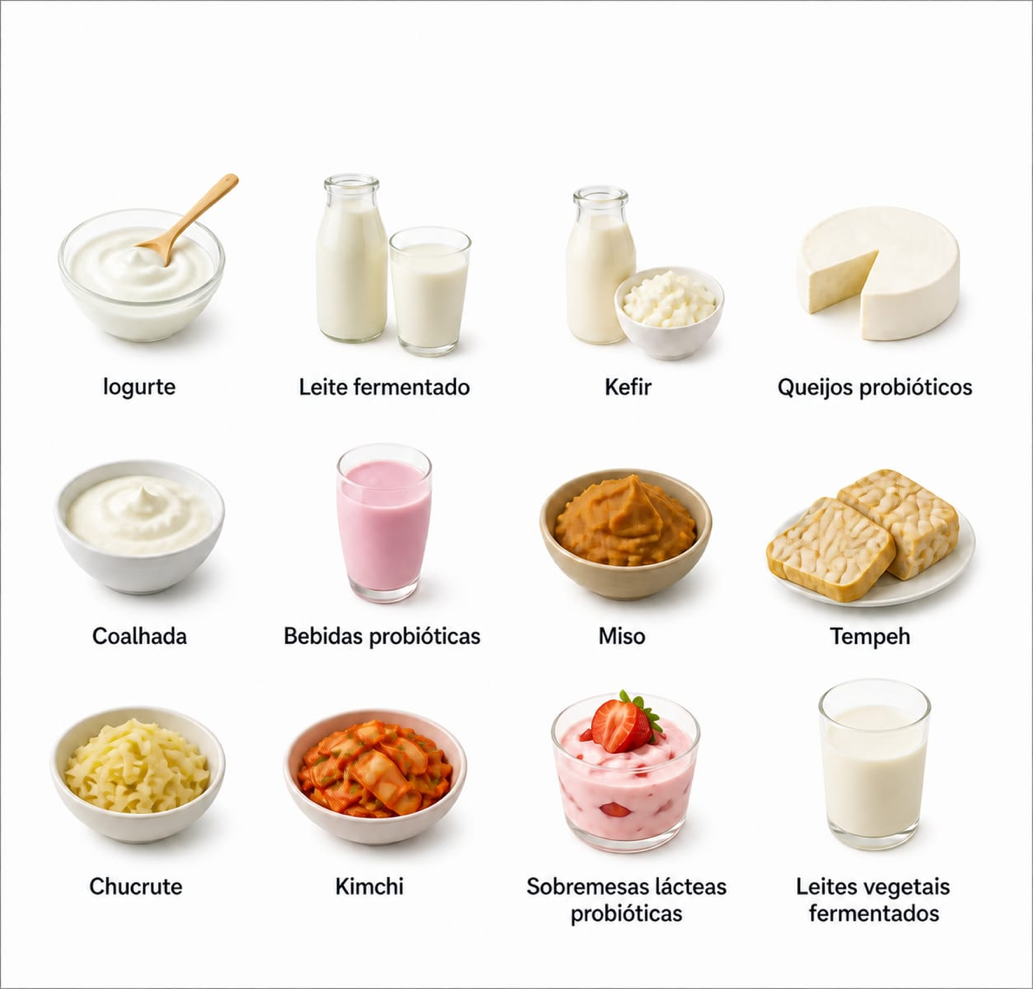 Iogurte
Leite fermentado
Kefir
Queijos probióticos
Coalhada
Bebidas probióticas
Miso
Tempeh
Chucrute
Kimchi
Sobremesas lácteas
probióticas
Leites vegetais
fermentados